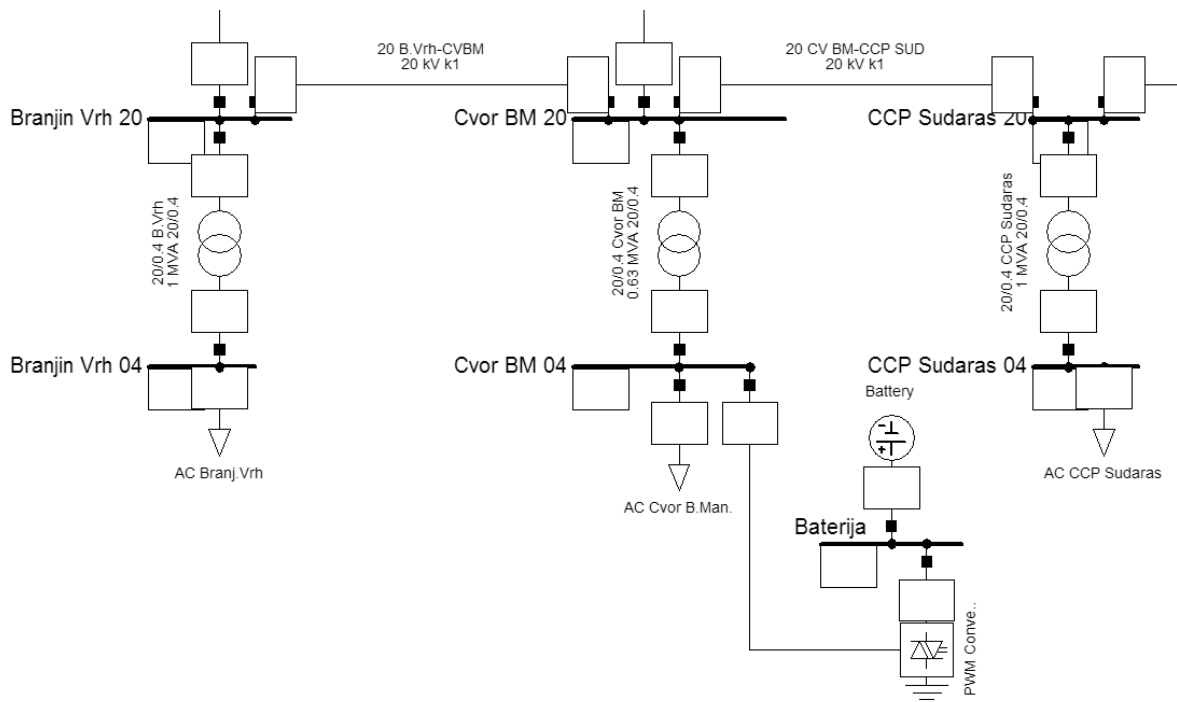 20 B.Vrh-CVBM
20 kV k1
20 CV BM-CCP SUD
20 kV k1
Branjin Vrh 20
Cvor BM 20
CCP Sudaras 20
20/0.4 B.Vrh
1 MVA 20/0.4
20/0.4 Cvor BM
0.63 MVA 20/0.4
20/0.4 CCP Sudaras
1 MVA 20/0.4
Branjin Vrh 04
Cvor BM 04
CCP Sudaras 04
Battery
AC Branj.Vrh
AC Cvor B.Man.
AC CCP Sudaras
Baterija
PWM Conve..